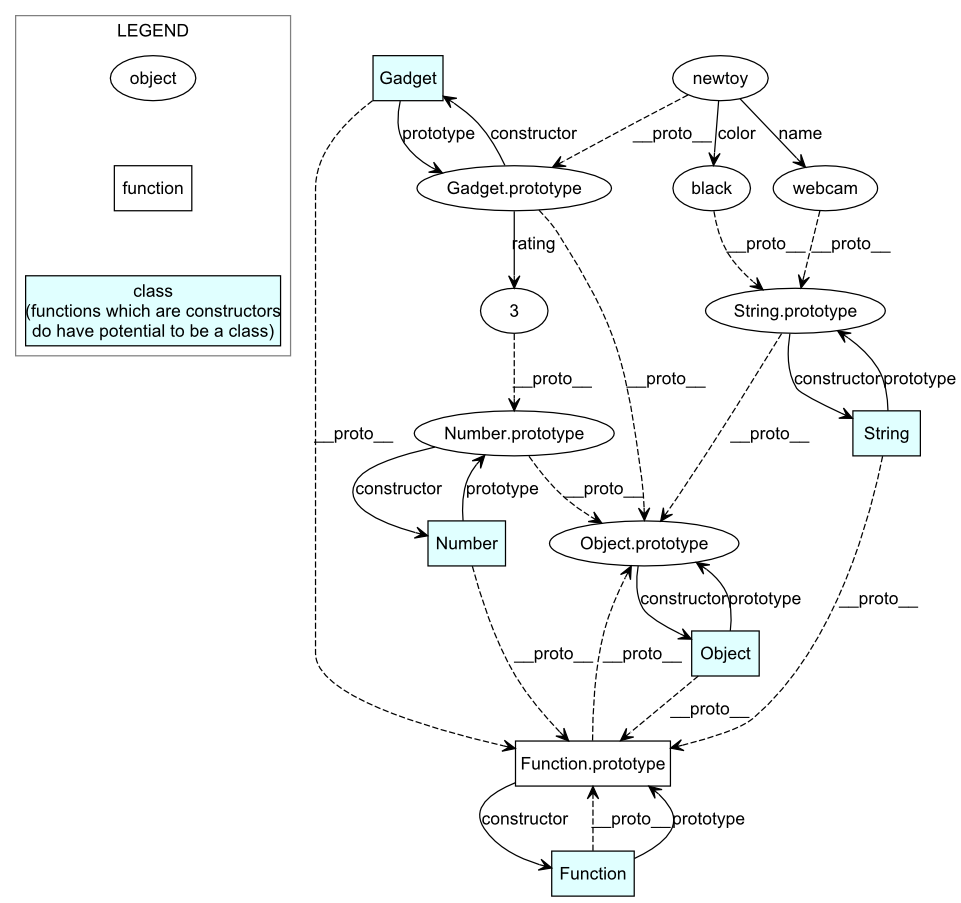 LEGEND
object
function
class
(functions which are constructors
do have potential to be a class)
Gadget
newtoy
prototype
constructor
__proto__
color
name
Gadget.prototype
black
webcam
rating
__proto__
__proto__
3
String.prototype
__proto__
__proto__
constructor
prototype
__proto__
Number.prototype
__proto__
String
constructor
prototype
__proto__
Number
Object.prototype
constructor
prototype
__proto__
__proto__
__proto__
Object
__proto__
Function.prototype
constructor
__proto__
prototype
Function